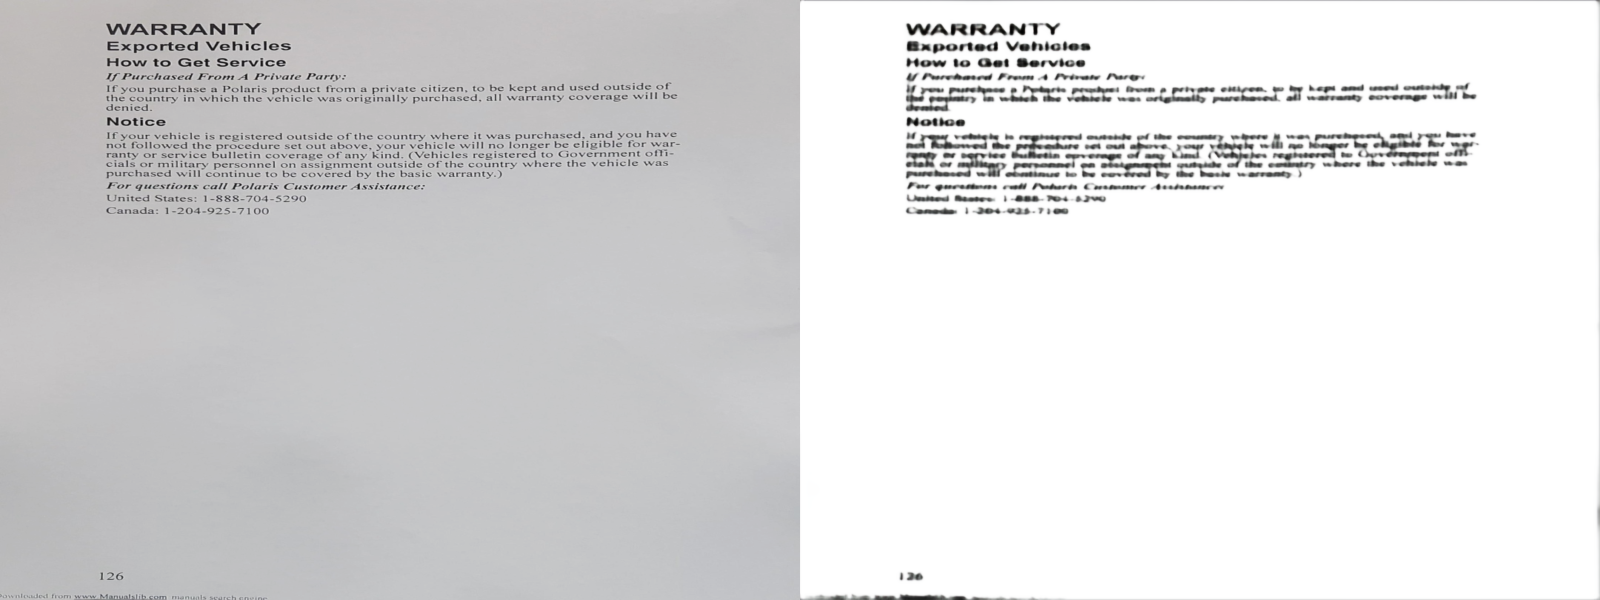 WARRANTY
Exported Vehicles
How to Get Service
If Purchased From A Private Party:
If you purchase a Polaris product from a private citizen, to be kept and used outside of
the country in which the vehicle was originally purchased, all warranty coverage will be
denied.
Notice
If your vehicle is registered outside of the country where it was purchased, and you have
not followed the procedure set out above, your vehicle will no longer be eligible for war-
ranty or service bulletin coverage of any kind. (Vehicles registered to Government offi-
cials or military personnel on assignment outside of the country where the vehicle was
purchased will continue to be covered by the basic warranty.)
For questions call Polaris Customer Assistance:
United States: 1-888-704-5290
Canada: 1-204-925-7100
126
Downloaded from www.Manualslib.com manuals search engine
WARRANTY
Exported Vehicles
How to Get Service
If Purchased From A Private Party:
If you purchase a Polaris product from a private citizen, to be kept and used outside of
the country in which the vehicle was originally purchased, all warranty coverage will be
denied.
Notice
If your vehicle is registered outside of the country where it was purchased, and you have
not followed the procedure set out above, your vehicle will no longer be eligible for war-
ranty or service bulletin coverage of any kind. (Vehicles registered to Government offi-
cials or military personnel on assignment outside of the country where the vehicle was
purchased will continue to be covered by the basic warranty.)
For questions call Polaris Customer Assistance:
United States: 1-888-704-5290
Canada: 1-204-925-7100
126